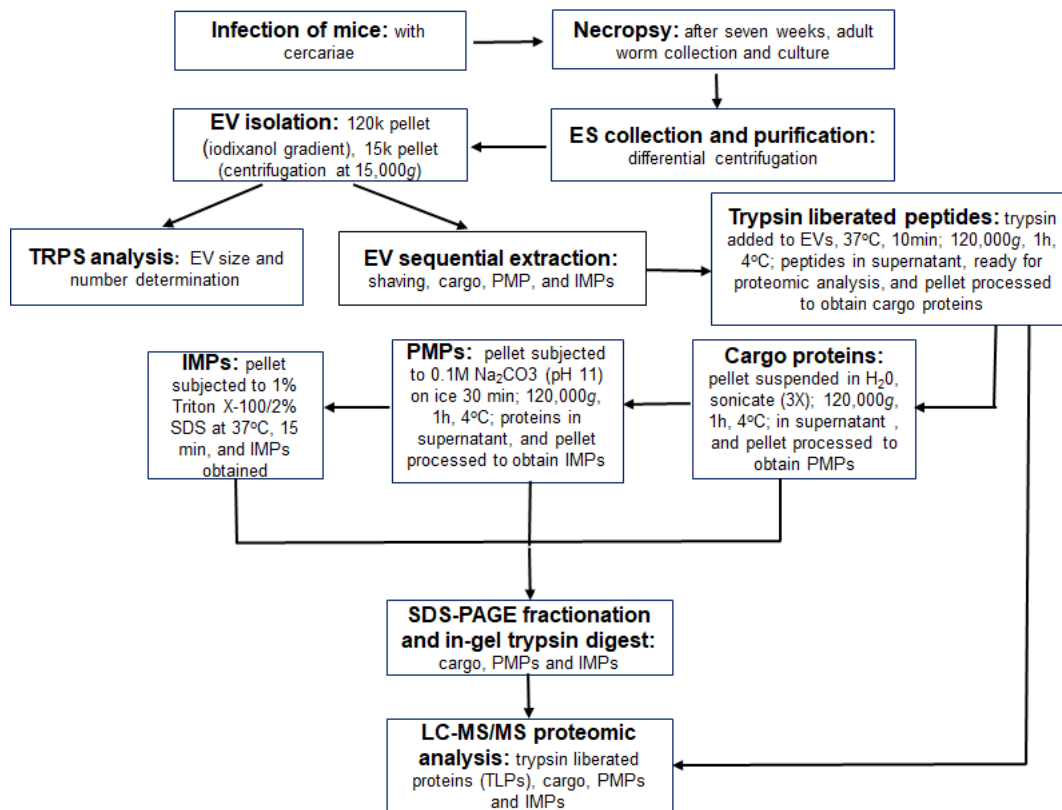 Infection of mice: with
cercariae
Necropsy: after seven weeks, adult
worm collection and culture
EV isolation: 120k pellet
(iodixanol gradient), 15k pellet
(centrifugation at 15,000g)
ES collection and purification:
differential centrifugation
TRPS analysis: EV size and
number determination
EV sequential extraction:
shaving, cargo, PMP, and IMPs
Trypsin liberated peptides: trypsin
added to EVs, 37ºC, 10min; 120,000g, 1h,
4ºC; peptides in supernatant, ready for
proteomic analysis, and pellet processed
to obtain cargo proteins
IMPs: pellet
subjected to 1%
Triton X-100/2%
SDS at 37ºC, 15
min, and IMPs
obtained
PMPs: pellet subjected
to 0.1M Na₂CO3 (pH 11)
on ice 30 min; 120,000g,
1h, 4ºC; proteins in
supernatant, and pellet
processed to obtain IMPs
Cargo proteins:
pellet suspended in H₂0,
sonicate (3X); 120,000g,
1h, 4ºC; in supernatant ,
and pellet processed to
obtain PMPs
SDS-PAGE fractionation
and in-gel trypsin digest:
cargo, PMPs and IMPs
LC-MS/MS proteomic
analysis: trypsin liberated
proteins (TLPs), cargo, PMPs
and IMPs